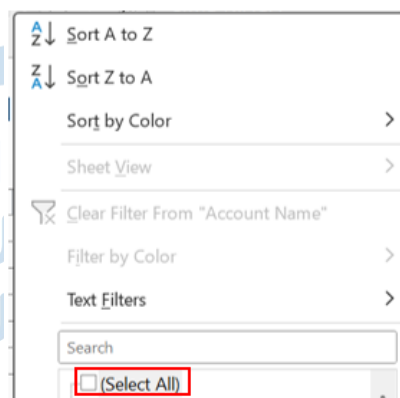 Sort A to Z
Sort Z to A
Sort by Color
Sheet View
Clear Filter From "Account Name"
Filter by Color
Text Filters
Search
(Select All)